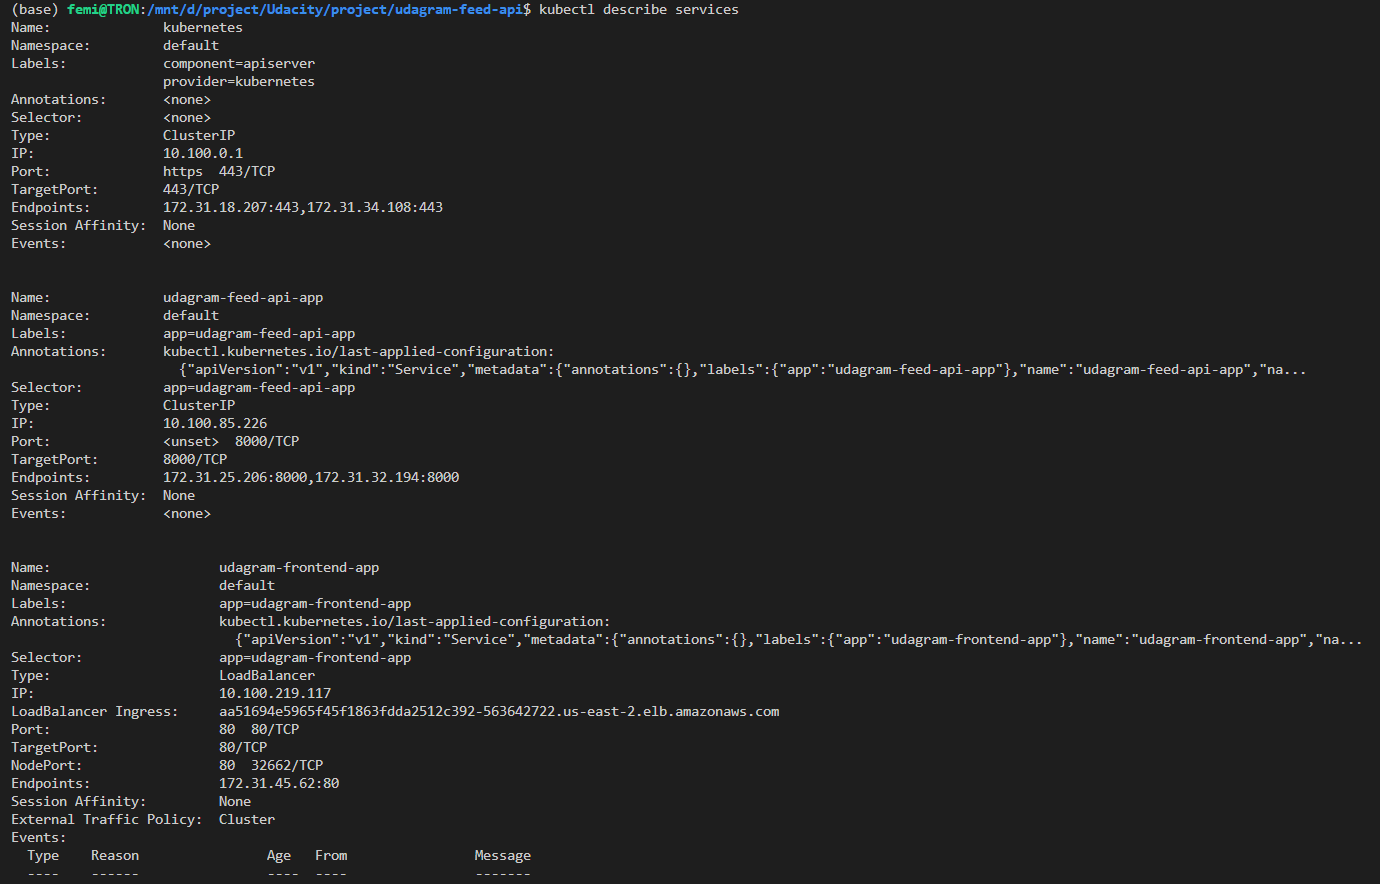 (base) femi@TRON:/mnt/d/project/Udacity/project/udagram-feed-api$ kubectl describe services
Name:              kubernetes
Namespace:         default
Labels:            component=apiserver
                   provider=kubernetes
Annotations:       <none>
Selector:          <none>
Type:              ClusterIP
IP:                10.100.0.1
Port:              https  443/TCP
TargetPort:        443/TCP
Endpoints:         172.31.18.207:443,172.31.34.108:443
Session Affinity:  None
Events:            <none>
Name:              udagram-feed-api-app
Namespace:         default
Labels:            app=udagram-feed-api-app
Annotations:       kubectl.kubernetes.io/last-applied-configuration:
                     {"apiVersion":"v1","kind":"Service","metadata":{"annotations":{},"labels":{"app":"udagram-feed-api-app"},"name":"udagram-feed-api-app","na...
Selector:          app=udagram-feed-api-app
Type:              ClusterIP
IP:                10.100.85.226
Port:              <unset>  8000/TCP
TargetPort:        8000/TCP
Endpoints:         172.31.25.206:8000,172.31.32.194:8000
Session Affinity:  None
Events:            <none>
Name:                     udagram-frontend-app
Namespace:                default
Labels:                   app=udagram-frontend-app
Annotations:              kubectl.kubernetes.io/last-applied-configuration:
                            {"apiVersion":"v1","kind":"Service","metadata":{"annotations":{},"labels":{"app":"udagram-frontend-app"},"name":"udagram-frontend-app","na...
Selector:                 app=udagram-frontend-app
Type:                     LoadBalancer
IP:                       10.100.219.117
LoadBalancer Ingress:     aa51694e5965f45f1863fdda2512c392-563642722.us-east-2.elb.amazonaws.com
Port:                     80  80/TCP
TargetPort:               80/TCP
NodePort:                 80  32662/TCP
Endpoints:                172.31.45.62:80
Session Affinity:         None
External Traffic Policy:  Cluster
Events:
  Type    Reason                Age   From                Message
  ----    ------                ----  ----                -------